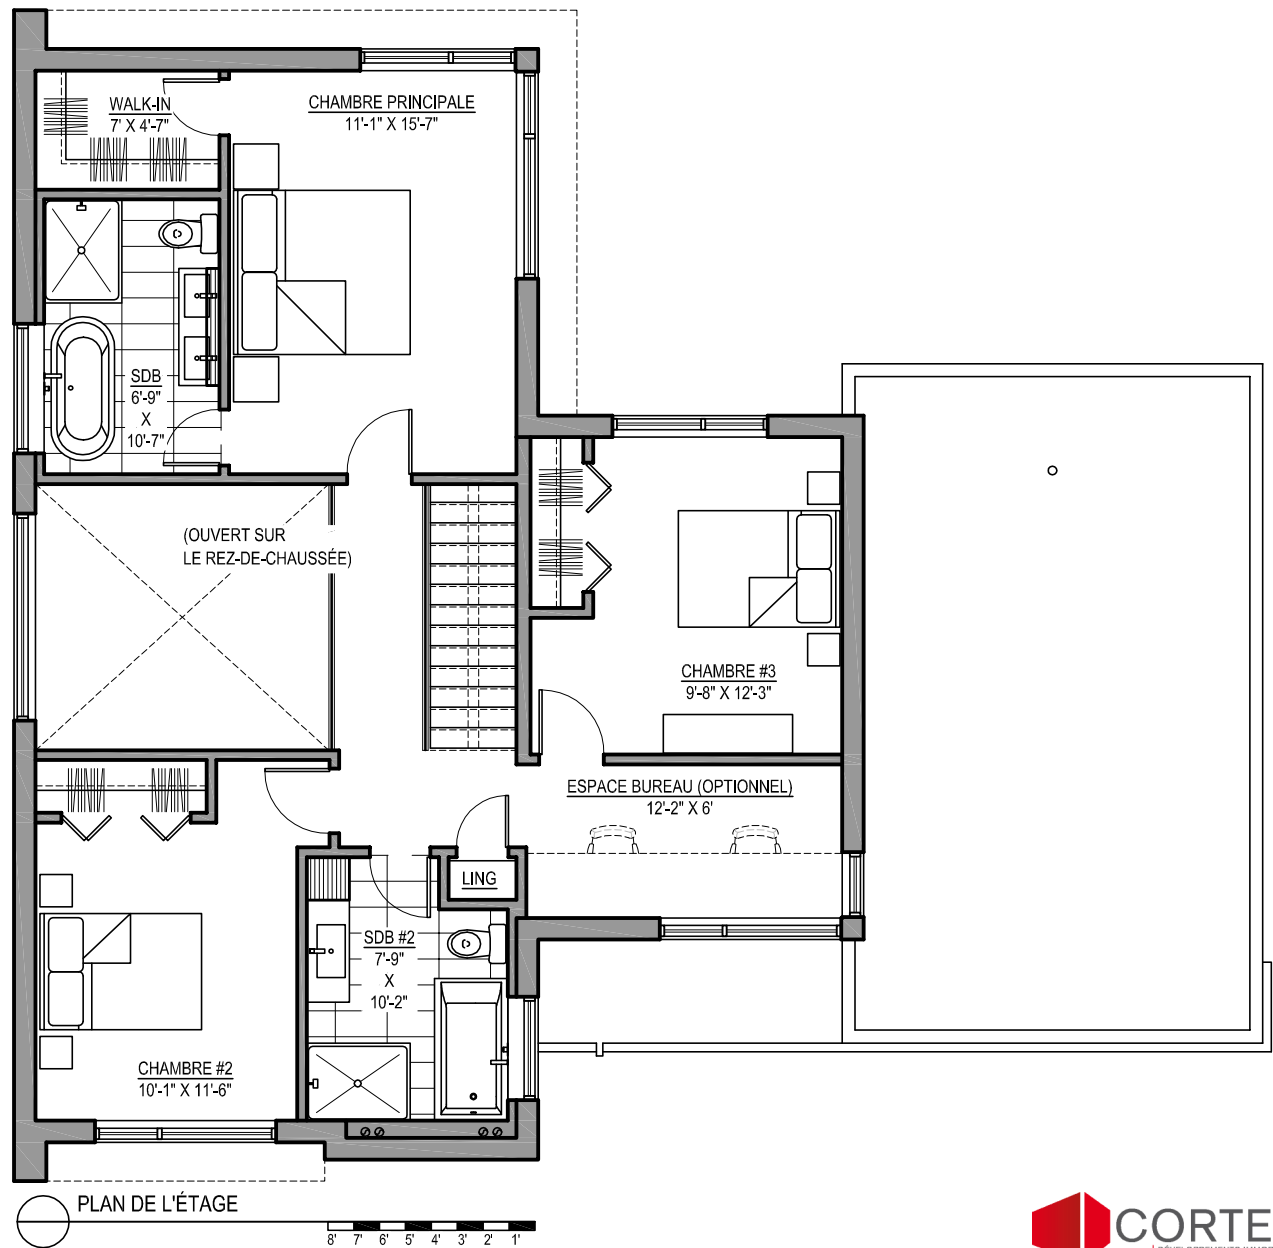 WALK-IN
7' X 4'-7"
CHAMBRE PRINCIPALE
11'-1" X 15'-7"
SDB
6'-9"
X
10'-7"
(OUVERT SUR
LE REZ-DE-CHAUSSÉE)
CHAMBRE #3
9'-8" X 12'-3"
ESPACE BUREAU (OPTIONNEL)
12'-2" X 6'
LING
SDB #2
7'-9"
X
10'-2"
CHAMBRE #2
10'-1" X 11'-6"
PLAN DE L'ÉTAGE
8' 7' 6' 5' 4' 3' 2' 1'
CORTE